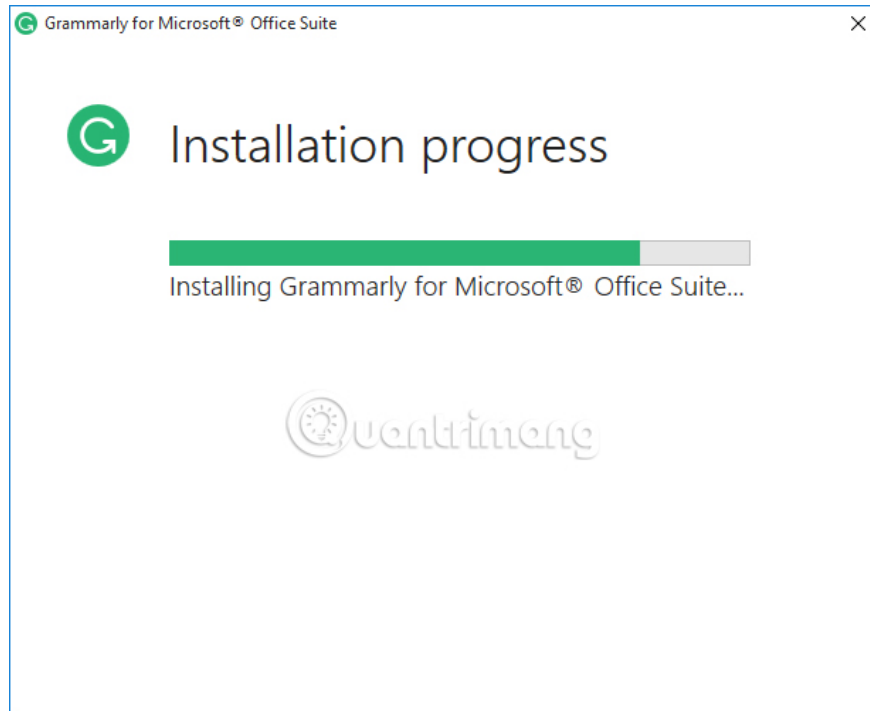 Grammarly for Microsoft® Office Suite
Installation progress
Installing Grammarly for Microsoft® Office Suite...
Quantrimang